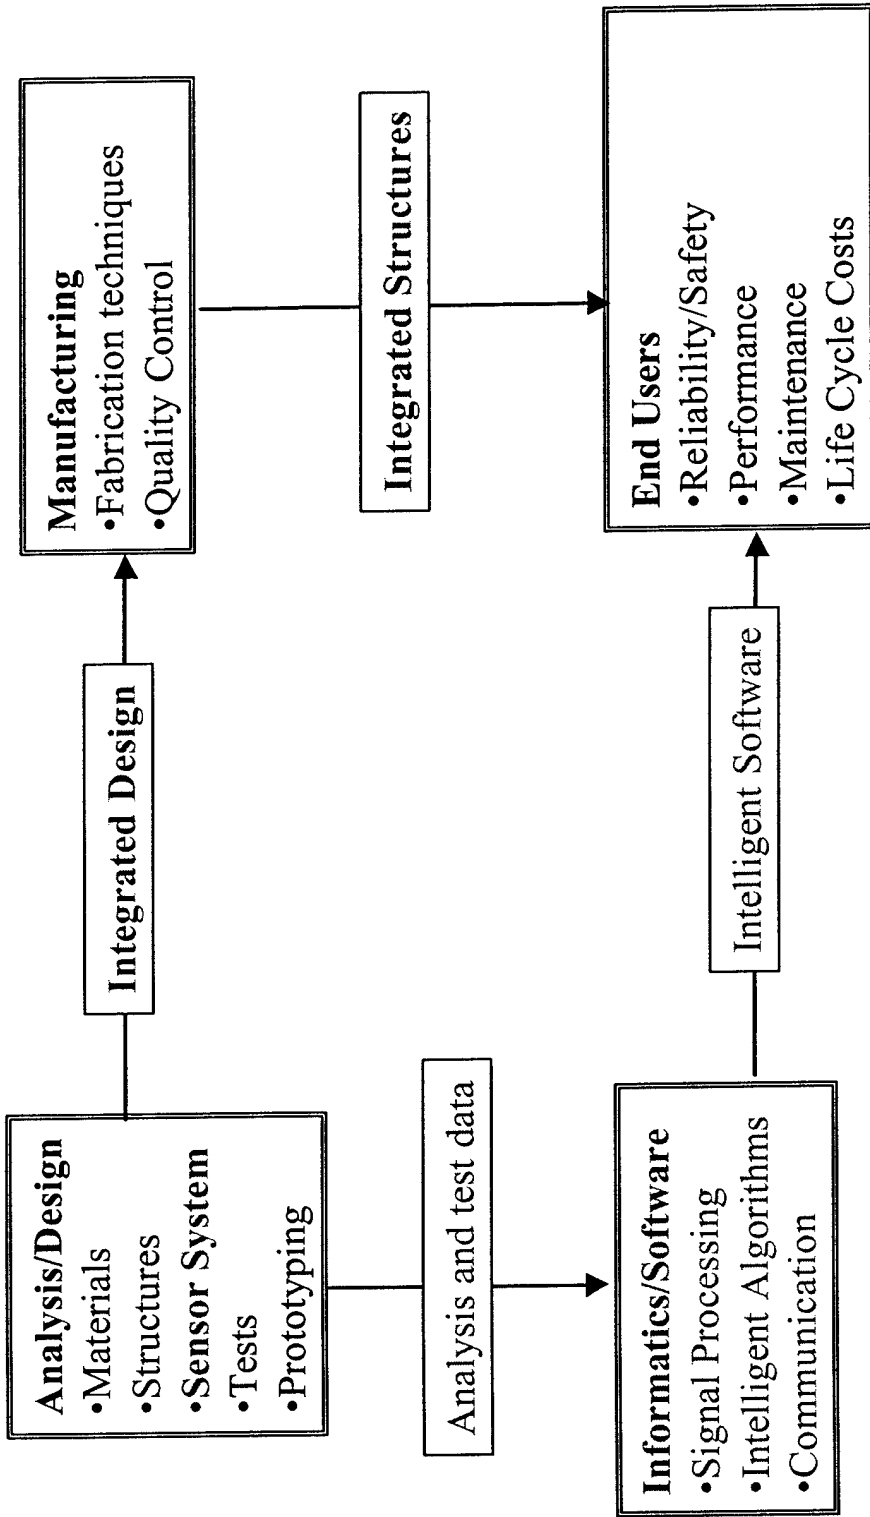 Analysis/Design
•Materials
•Structures
•Sensor System
•Tests
•Prototyping
Integrated Design
Manufacturing
•Fabrication techniques
•Quality Control
Analysis and test data
Integrated Structures
Informatics/Software
•Signal Processing
•Intelligent Algorithms
•Communication
Intelligent Software
End Users
•Reliability/Safety
•Performance
•Maintenance
•Life Cycle Costs